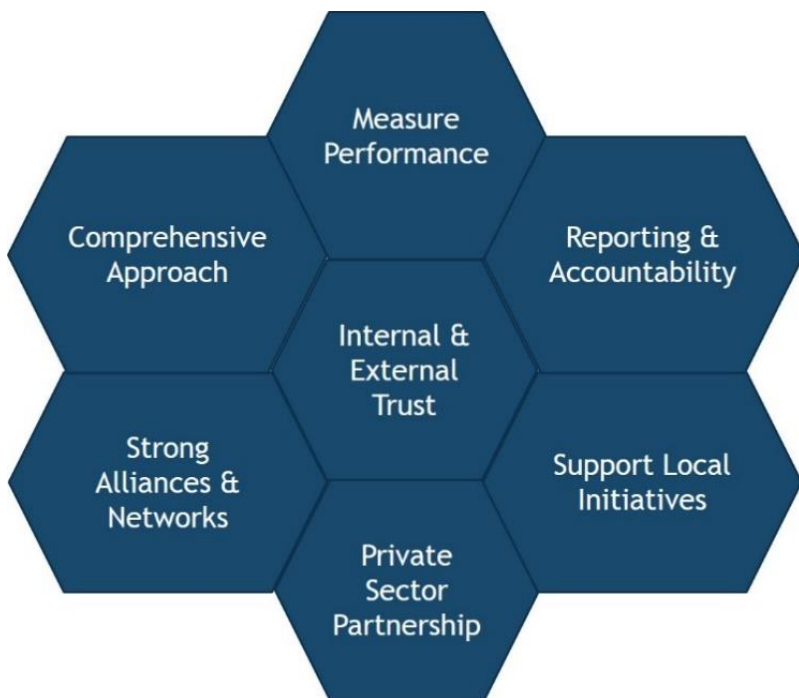 Measure
Performance
Comprehensive
Approach
Reporting &
Accountability
Internal &
External
Trust
Strong
Alliances &
Networks
Support Local
Initiatives
Private
Sector
Partnership